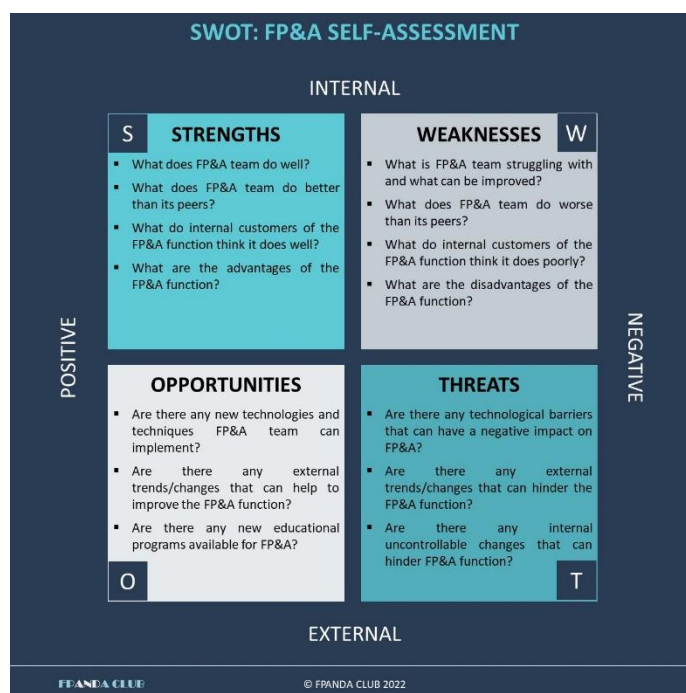 SWOT: FP&A SELF-ASSESSMENT
INTERNAL
S
STRENGTHS
▪ What does FP&A team do well?
▪ What does FP&A team do better
than its peers?
▪ What do internal customers of the
FP&A function think it does well?
▪ What are the advantages of the
FP&A function?
WEAKNESSES
W
▪ What is FP&A team struggling with
and what can be improved?
▪ What does FP&A team do worse
than its peers?
▪ What do internal customers of the
FP&A function think it does poorly?
▪ What are the disadvantages of the
FP&A function?
POSITIVE
NEGATIVE
OPPORTUNITIES
▪ Are there any new technologies and
techniques FP&A team can
implement?
▪ Are there any external
trends/changes that can help to
improve the FP&A function?
▪ Are there any new educational
programs available for FP&A?
O
THREATS
▪ Are there any technological barriers
that can have a negative impact on
FP&A?
▪ Are there any external
trends/changes that can hinder the
FP&A function?
▪ Are there any internal
uncontrollable changes that can
hinder FP&A function?
T
EXTERNAL
FPANDA CLUB
© FPANDA CLUB 2022